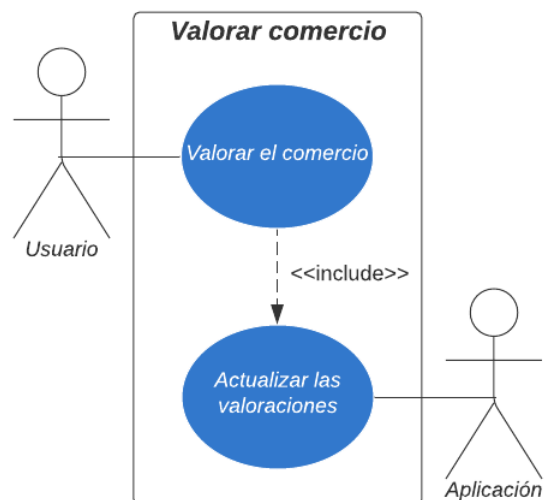 Valorar comercio
Valorar el comercio
Usuario
<<include>>
Actualizar las
valoraciones
Aplicación